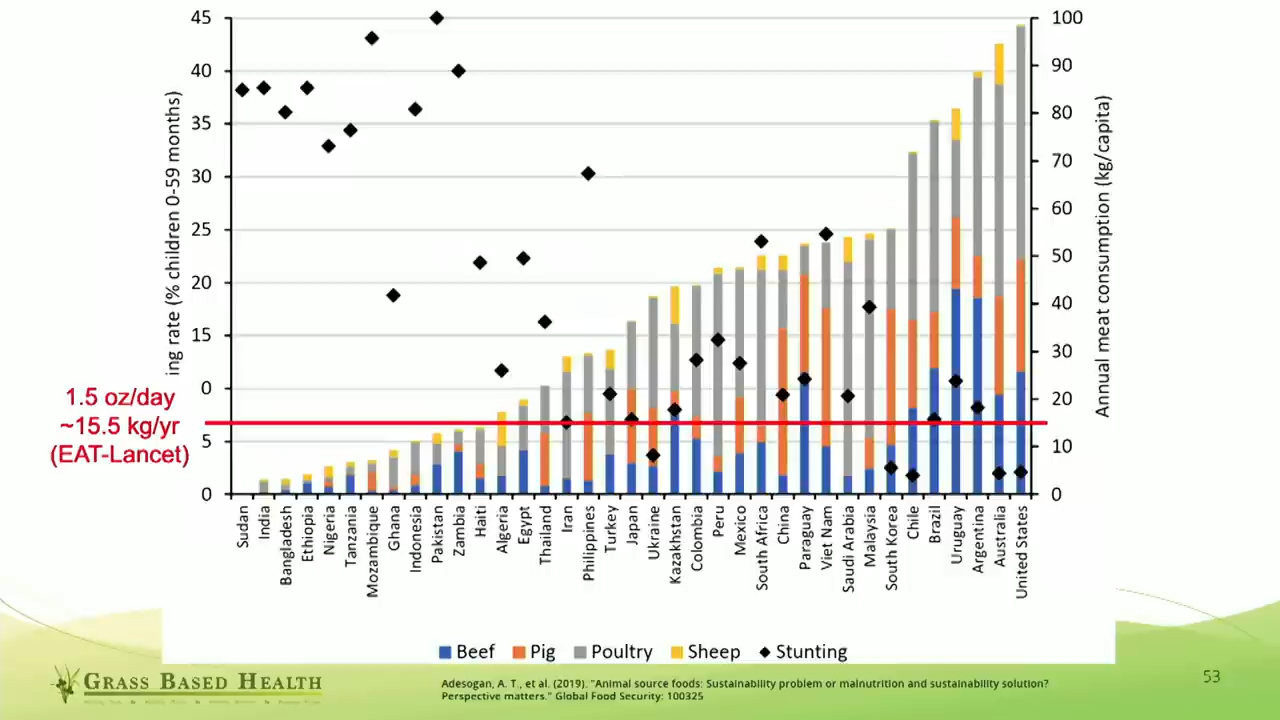 45
40
35
30
25
20
15
0
5
0
ing rate (% children 0-59 months)
100
90
80
70
60
50
40
30
20
10
0
Annual meat consumption (kg/capita)
1.5 oz/day
~15.5 kg/yr
(EAT-Lancet)
Sudan
India
Bangladesh
Ethiopia
Nigeria
Tanzania
Mozambique
Ghana
Indonesia
Pakistan
Zambia
Haiti
Algeria
Egypt
Thailand
Iran
Philippines
Turkey
Japan
Ukraine
Kazakhstan
Colombia
Peru
Mexico
South Africa
China
Paraguay
Viet Nam
Saudi Arabia
Malaysia
South Korea
Chile
Brazil
Uruguay
Argentina
Australia
United States
Beef Pig Poultry Sheep Stunting
GRASS BASED HEALTH
Adesogan, A. T., et al. (2019). "Animal source foods: Sustainability problem or malnutrition and sustainability solution?
Perspective matters." Global Food Security: 100325
53